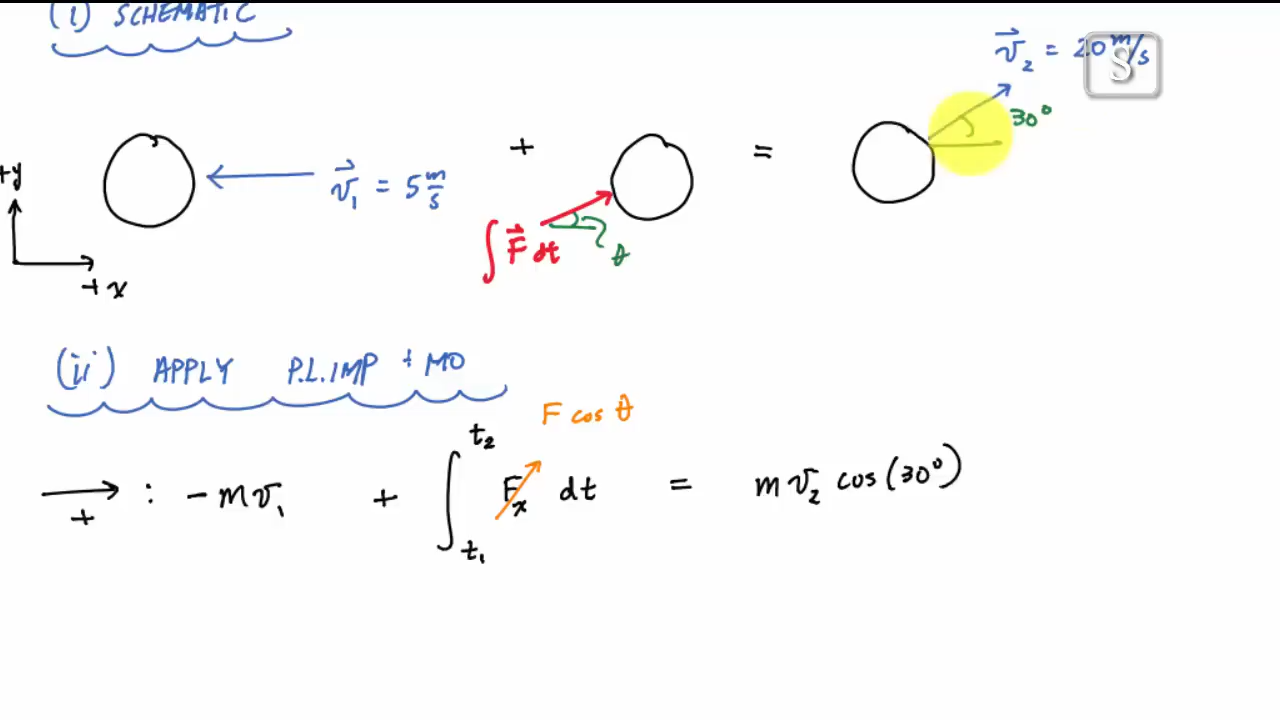 (i) SCHEMATIC
v⃗₂ = 20 m/s
S
30°
+y
+
=
v⃗₁ = 5 m/s
∫ F⃗ dt
θ
+x
(ii) APPLY P.L.IMP + MO
F cos θ
→+ : -mv₁ + ∫_{t₁}^{t₂} Fₓ dt = mv₂ cos(30°)